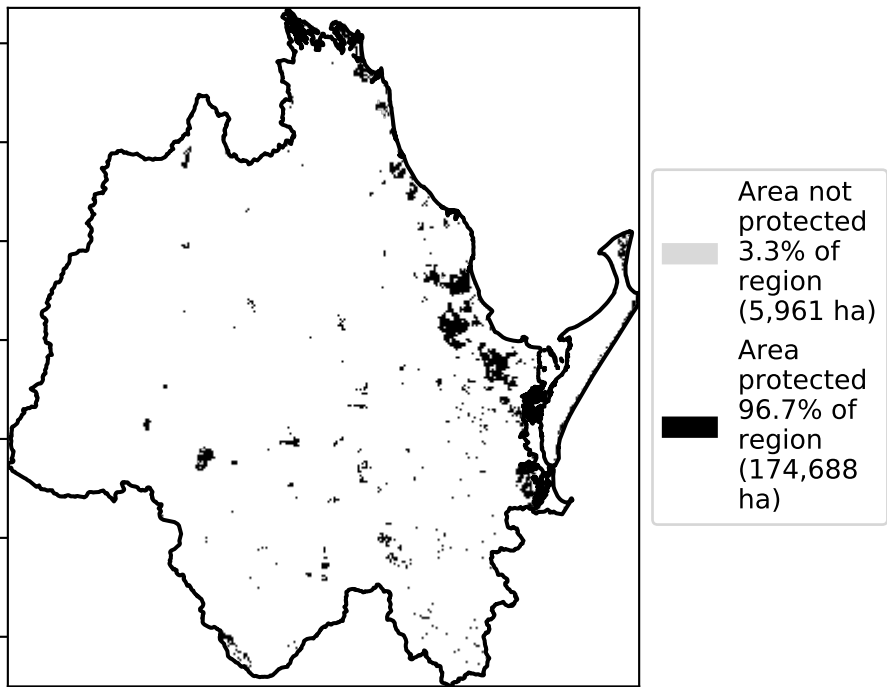 Area not
protected
3.3% of
region
(5,961 ha)
Area
protected
96.7% of
region
(174,688
ha)